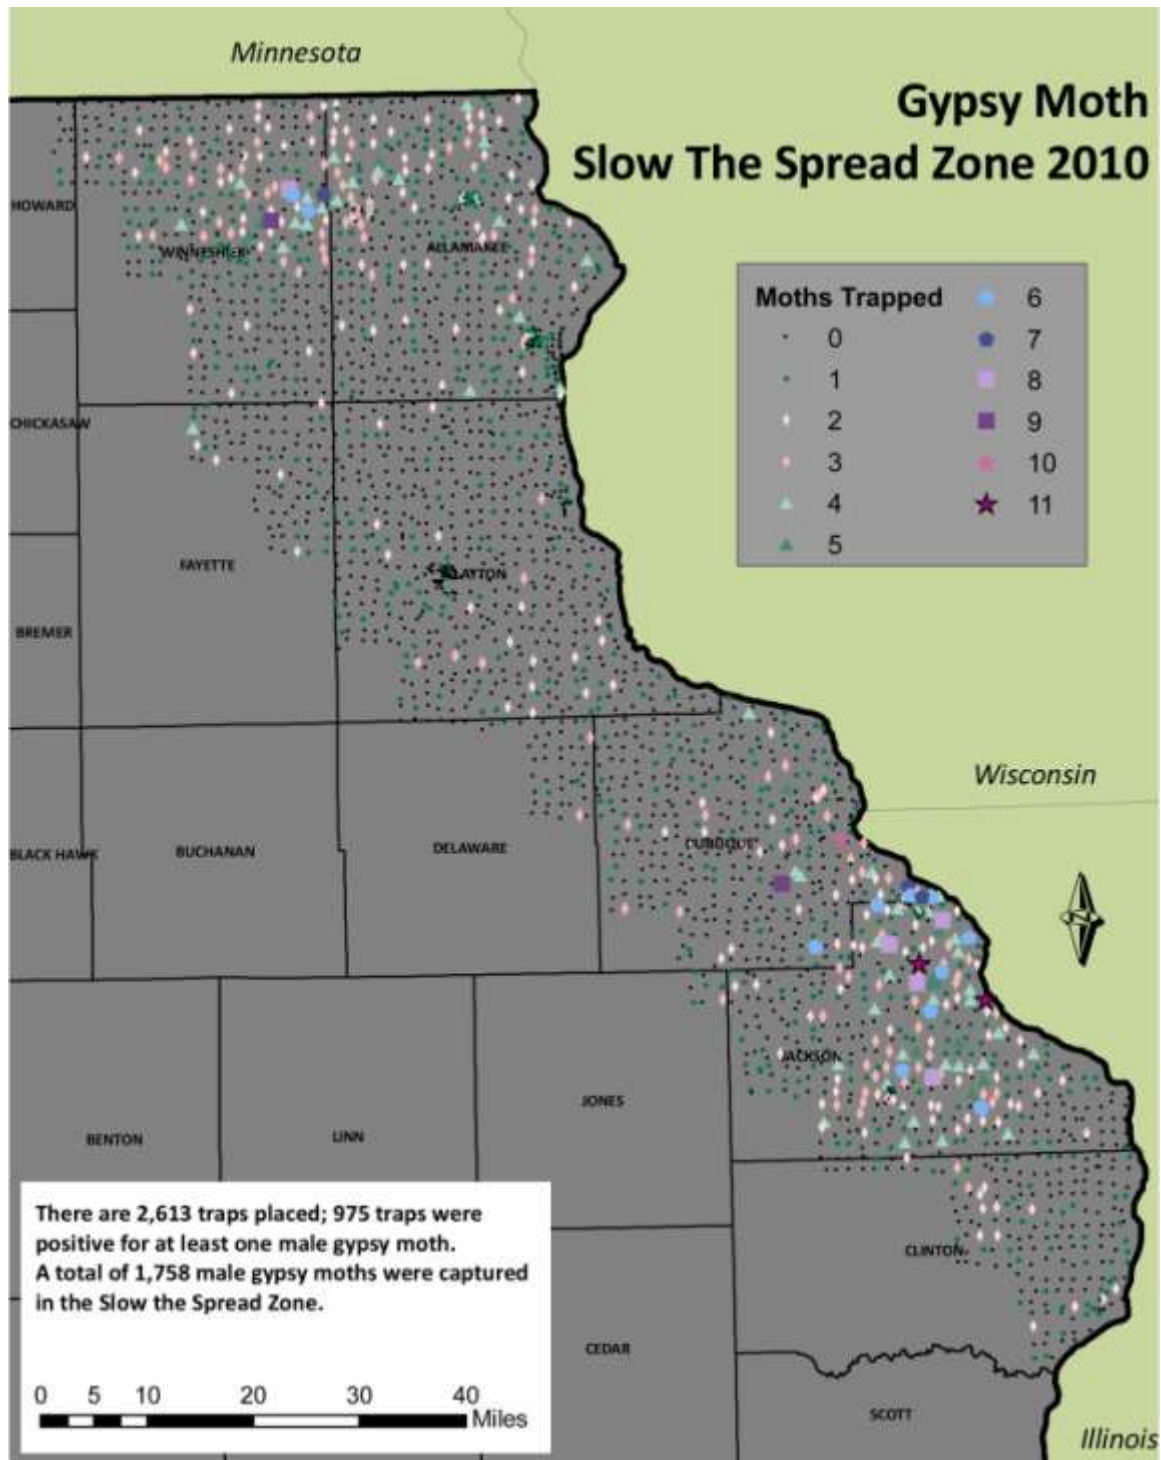 Minnesota
Gypsy Moth
Slow The Spread Zone 2010
HOWARD
WINNESHIEK
ALLAMAKEE
Moths Trapped
0
1
2
3
4
5
6
7
8
9
10
11
CHICKASAW
FAYETTE
CLAYTON
BREMER
Wisconsin
BLACK HAWK
BUCHANAN
DELAWARE
DUBUQUE
JACKSON
JONES
BENTON
LINN
There are 2,613 traps placed; 975 traps were
positive for at least one male gypsy moth.
A total of 1,758 male gypsy moths were captured
in the Slow the Spread Zone.
CLINTON
CEDAR
0 5 10 20 30 40
Miles
SCOTT
Illinois